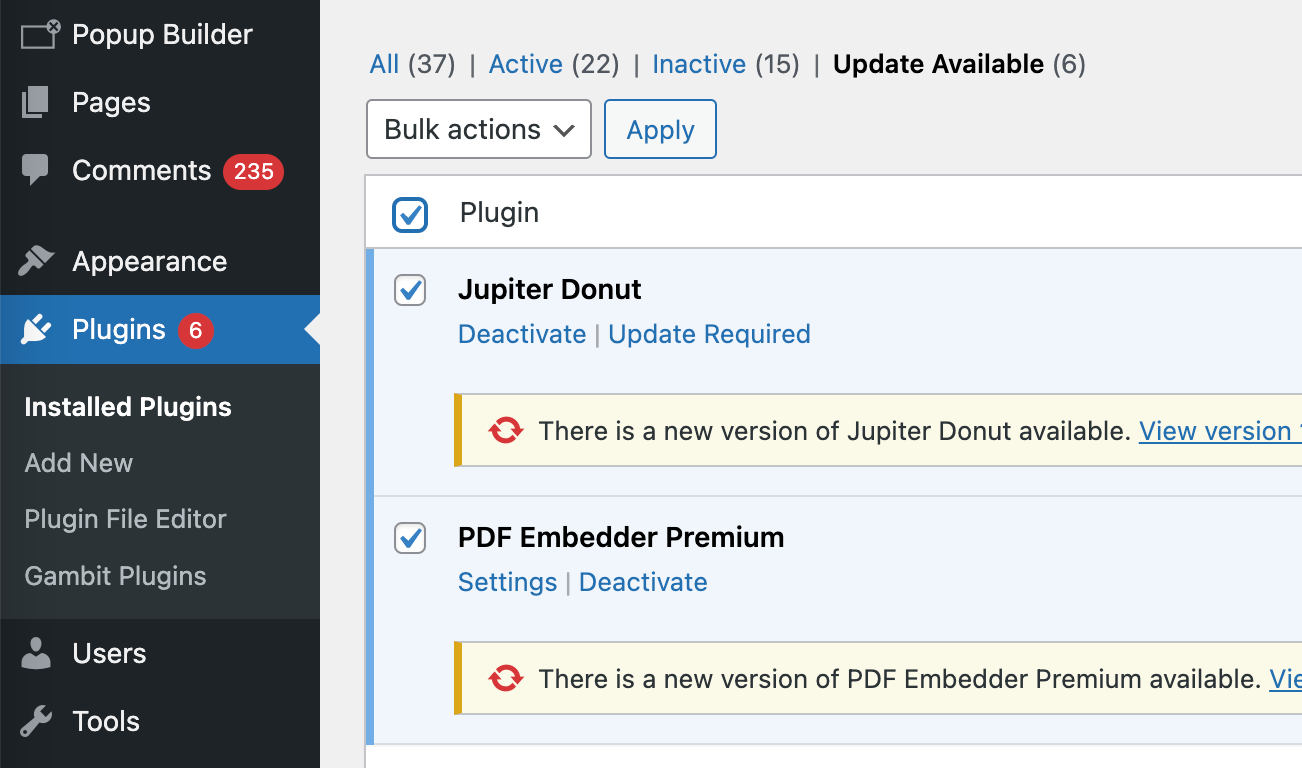 Popup Builder
Pages
Comments 235
Appearance
Plugins 6
Installed Plugins
Add New
Plugin File Editor
Gambit Plugins
Users
Tools
All (37) | Active (22) | Inactive (15) | Update Available (6)
Bulk actions Apply
Plugin
Jupiter Donut
Deactivate | Update Required
There is a new version of Jupiter Donut available. View version
PDF Embedder Premium
Settings | Deactivate
There is a new version of PDF Embedder Premium available.